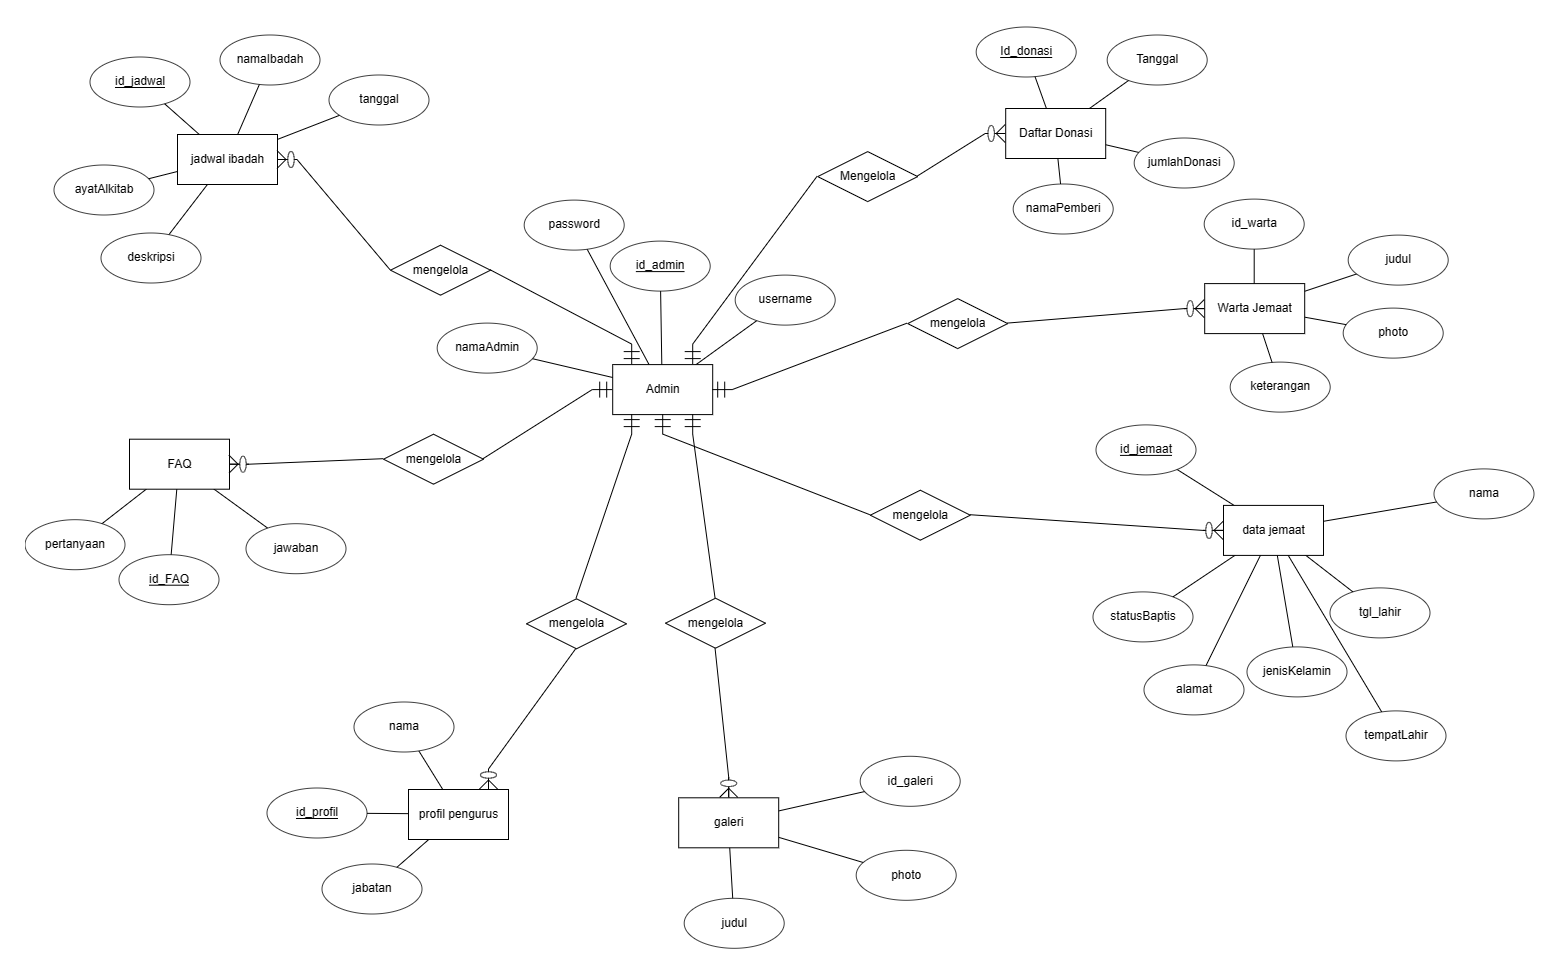 Id_donasi
namaIbadah
Tanggal
id_jadwal
tanggal
Daftar Donasi
jadwal ibadah
jumlahDonasi
Mengelola
ayatAlkitab
namaPemberi
password
id_warta
deskripsi
judul
id_admin
mengelola
username
Warta Jemaat
mengelola
photo
namaAdmin
Admin
keterangan
id_jemaat
mengelola
FAQ
nama
mengelola
data jemaat
pertanyaan
jawaban
id_FAQ
tgl_lahir
statusBaptis
mengelola
mengelola
jenisKelamin
alamat
nama
tempatLahir
id_galeri
id_profil
profil pengurus
galeri
photo
jabatan
judul